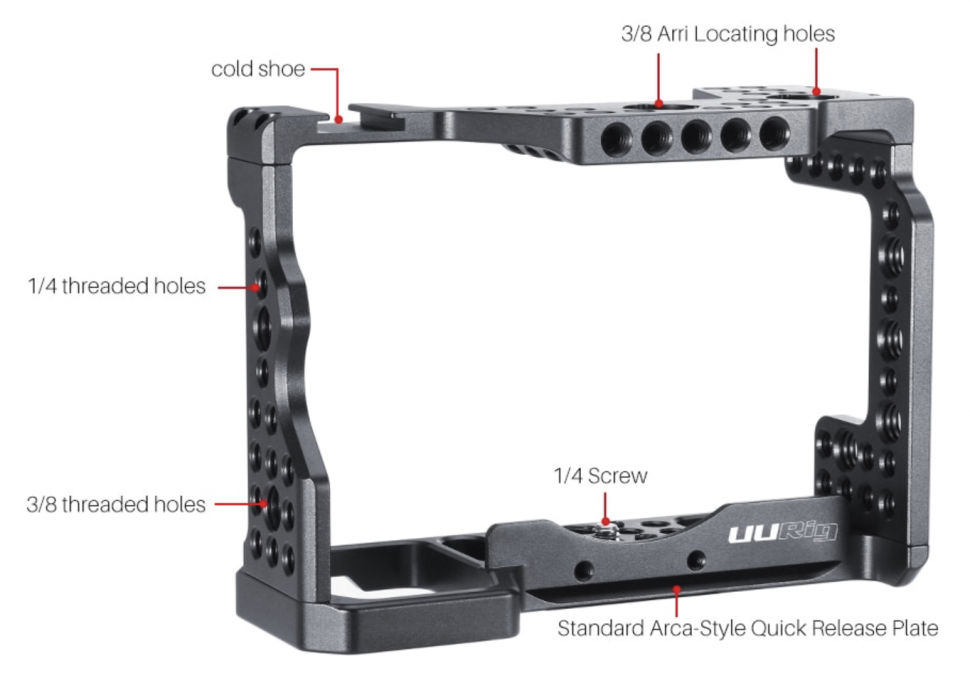 3/8 Arri Locating holes
cold shoe
1/4 threaded holes
3/8 threaded holes
1/4 Screw
UURig
Standard Arca-Style Quick Release Plate